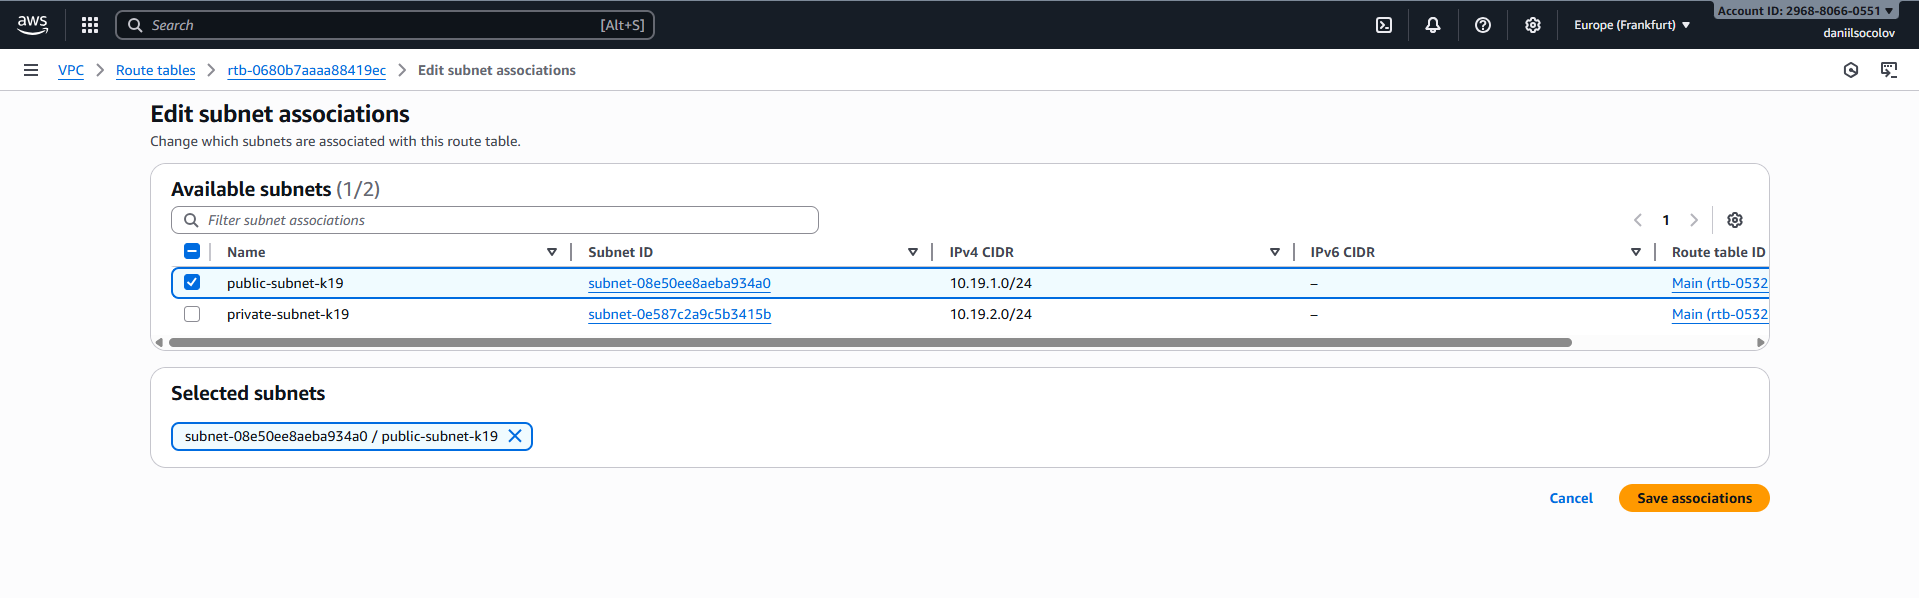 aws
Search [Alt+S]
Europe (Frankfurt)
Account ID: 2968-8066-0551
daniilsocolov
VPC
Route tables
rtb-0680b7aaaa88419ec
Edit subnet associations
Edit subnet associations
Change which subnets are associated with this route table.
Available subnets (1/2)
Filter subnet associations
1
Name Subnet ID IPv4 CIDR IPv6 CIDR Route table ID
public-subnet-k19 subnet-08e50ee8aeba934a0 10.19.1.0/24 – Main (rtb-0532
private-subnet-k19 subnet-0e587c2a9c5b3415b 10.19.2.0/24 – Main (rtb-0532
Selected subnets
subnet-08e50ee8aeba934a0 / public-subnet-k19
Cancel
Save associations